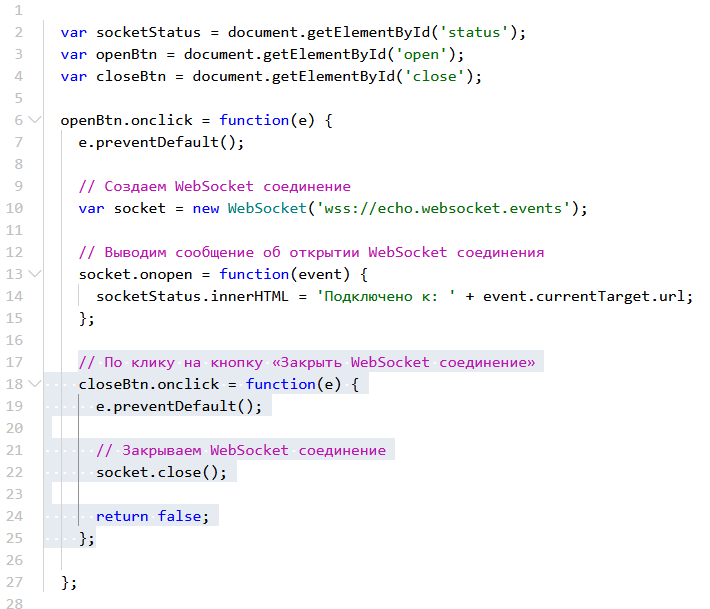 1
2 var socketStatus = document.getElementById('status');
3 var openBtn = document.getElementById('open');
4 var closeBtn = document.getElementById('close');
5
6 openBtn.onclick = function(e) {
7 e.preventDefault();
8
9 // Создаем WebSocket соединение
10 var socket = new WebSocket('wss://echo.websocket.events');
11
12 // Выводим сообщение об открытии WebSocket соединения
13 socket.onopen = function(event) {
14 socketStatus.innerHTML = 'Подключено к: ' + event.currentTarget.url;
15 };
16
17 // По клику на кнопку «Закрыть WebSocket соединение»
18 closeBtn.onclick = function(e) {
19 e.preventDefault();
20
21 // Закрываем WebSocket соединение
22 socket.close();
23
24 return false;
25 };
26
27 };
28